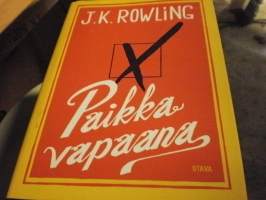 J.K. ROWLING
Paikka
vapaana
OTAVA